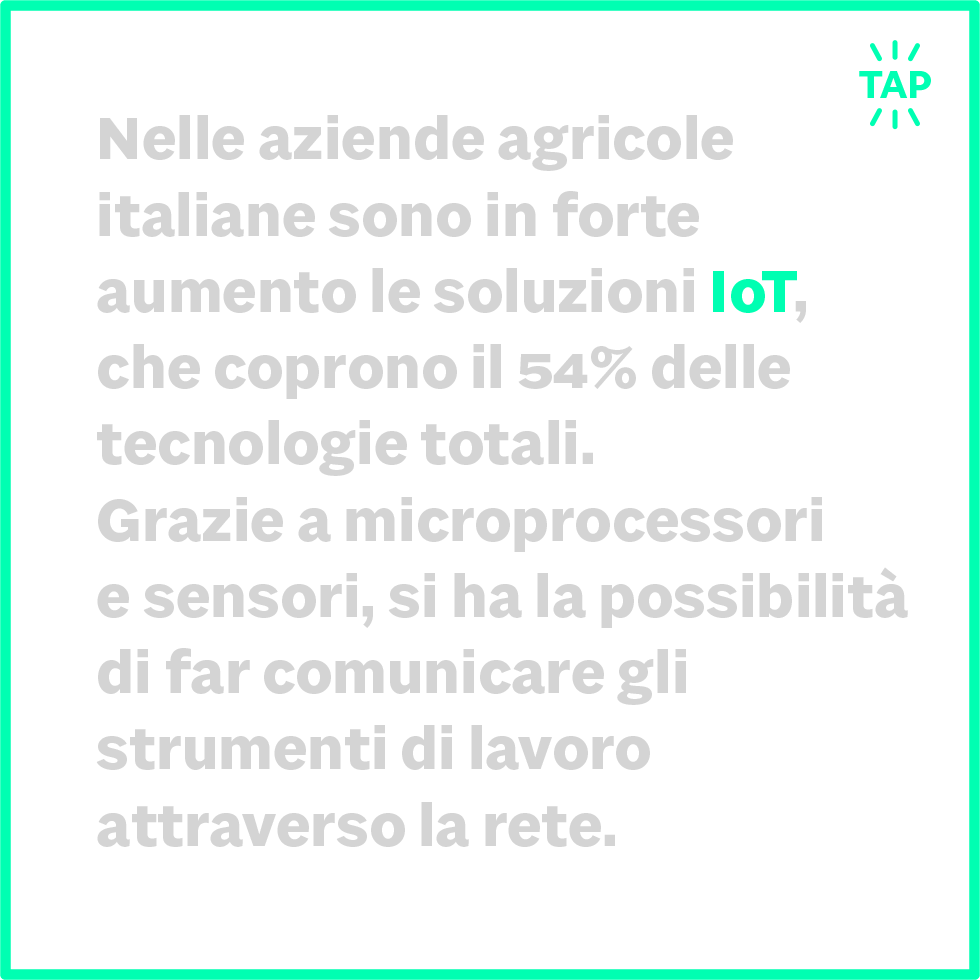 TAP
Nelle aziende agricole
italiane sono in forte
aumento le soluzioni IoT,
che coprono il 54% delle
tecnologie totali.
Grazie a microprocessori
e sensori, si ha la possibilità
di far comunicare gli
strumenti di lavoro
attraverso la rete.